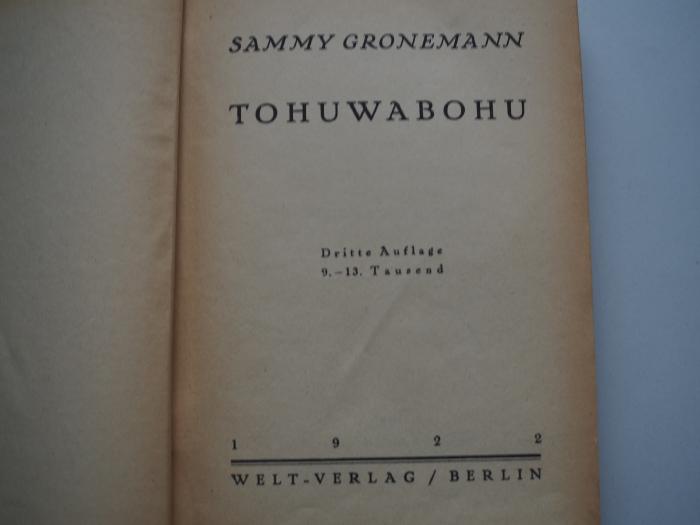 SAMMY GRONEMANN
TOHUWABOHU
Dritte Auflage
9.-13. Tausend
1 9 2 2
WELT-VERLAG / BERLIN